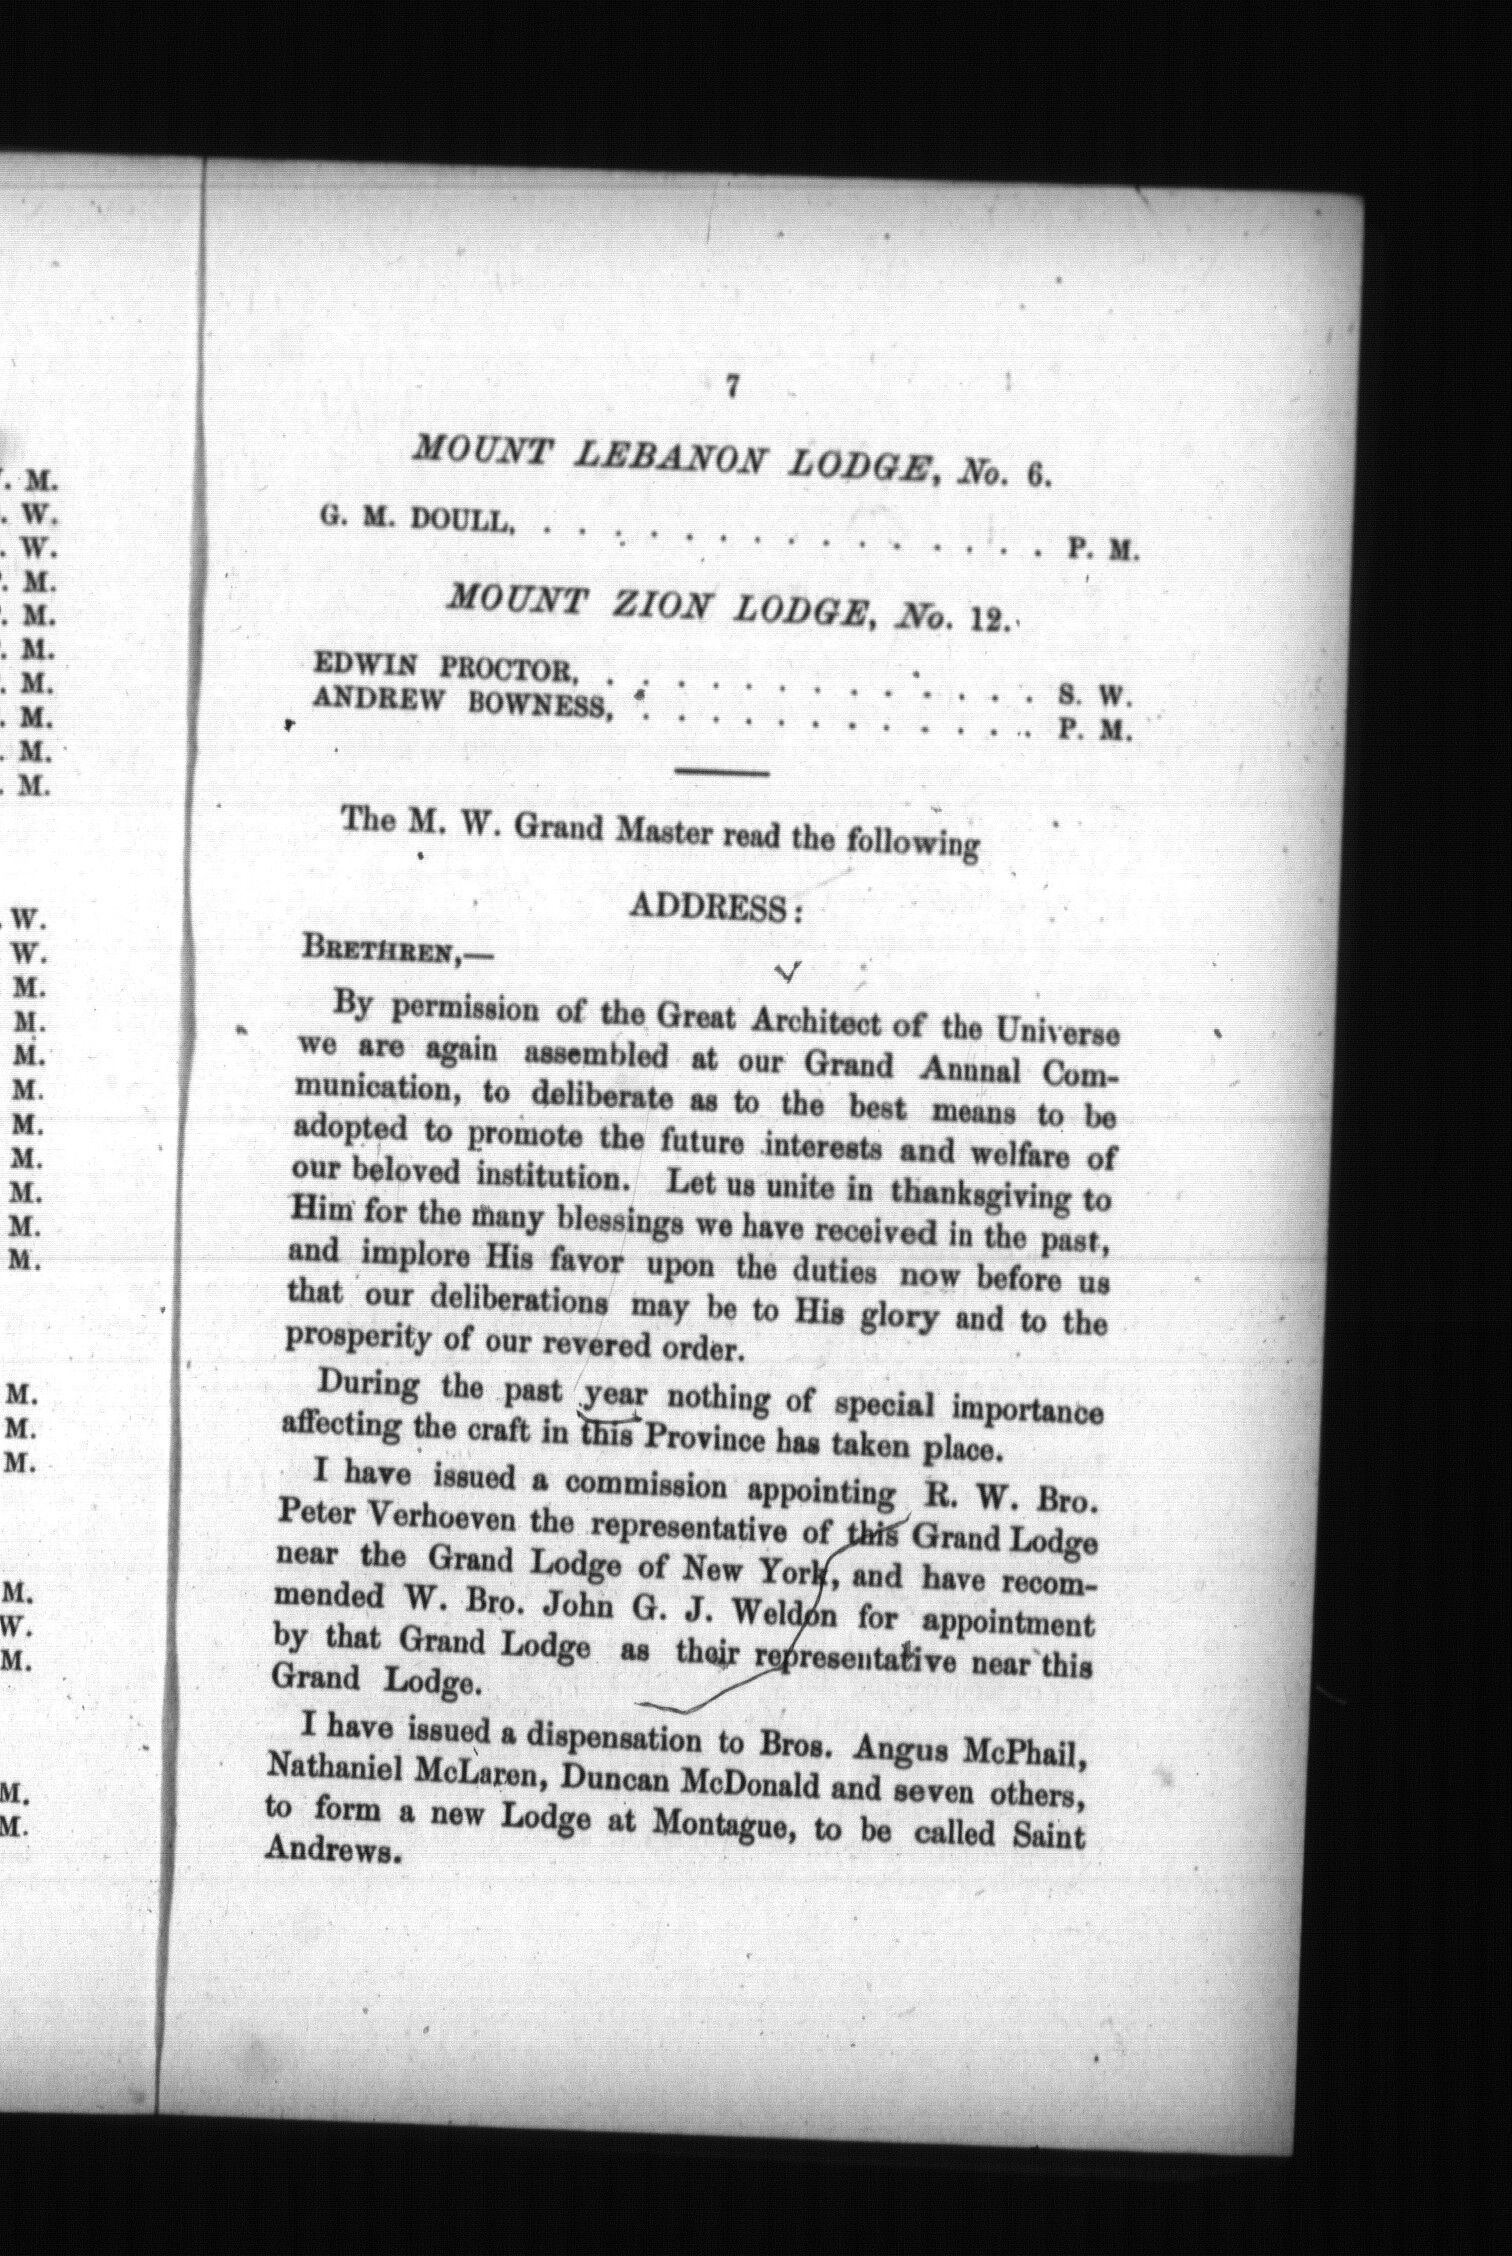 7
MOUNT LEBANON LODGE, No. 6.
G. M. DOULL, . . . . . . . . . . . . . . . P. M.
MOUNT ZION LODGE, No. 12.
EDWIN PROCTOR, . . . . . . . . . . . . . S. W.
ANDREW BOWNESS, . . . . . . . . . . . . P. M.
The M. W. Grand Master read the following
ADDRESS:
BRETHREN,—
By permission of the Great Architect of the Universe
we are again assembled at our Grand Annual Com-
munication, to deliberate as to the best means to be
adopted to promote the future interests and welfare of
our beloved institution. Let us unite in thanksgiving to
Him for the many blessings we have received in the past,
and implore His favor upon the duties now before us
that our deliberations may be to His glory and to the
prosperity of our revered order.
During the past year nothing of special importance
affecting the craft in this Province has taken place.
I have issued a commission appointing R. W. Bro.
Peter Verhoeven the representative of this Grand Lodge
near the Grand Lodge of New York, and have recom-
mended W. Bro. John G. J. Weldon for appointment
by that Grand Lodge as their representative near this
Grand Lodge.
I have issued a dispensation to Bros. Angus McPhail,
Nathaniel McLaren, Duncan McDonald and seven others,
to form a new Lodge at Montague, to be called Saint
Andrews.